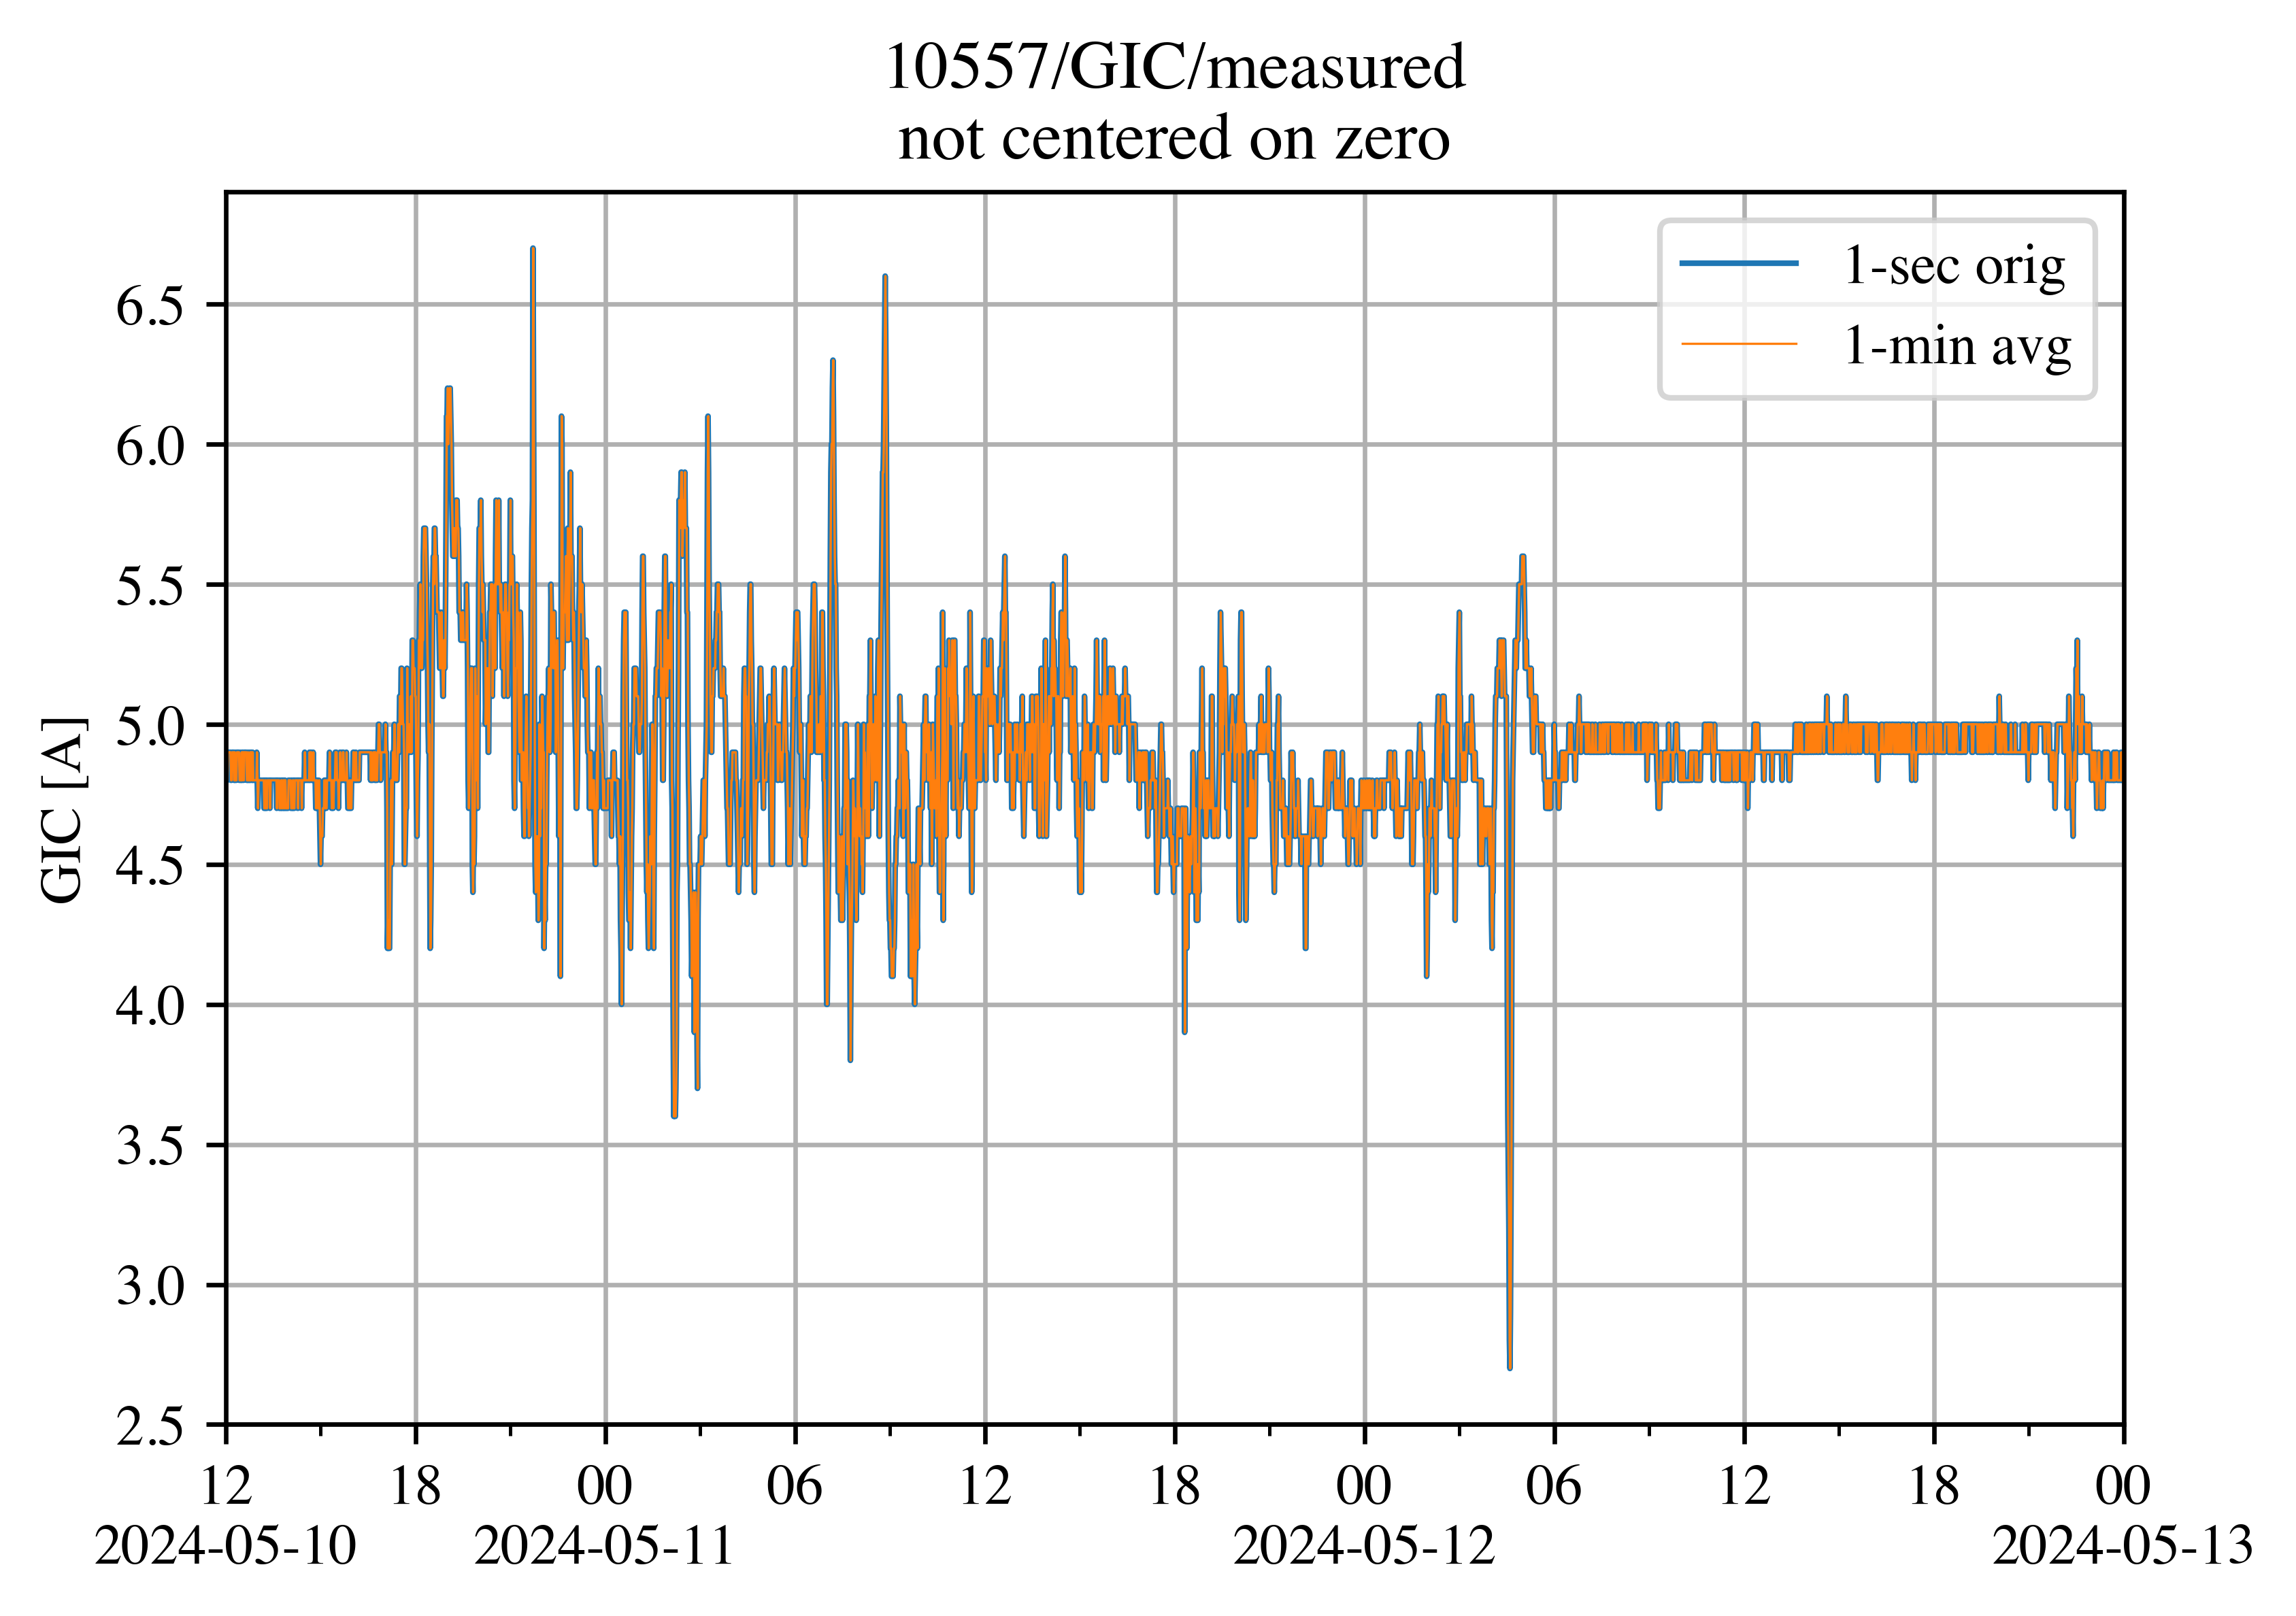 10557/GIC/measured
not centered on zero
1-sec orig
1-min avg
GIC [A]
6.5
6.0
5.5
5.0
4.5
4.0
3.5
3.0
2.5
12 18 00 06 12 18 00 06 12 18 00
2024-05-10 2024-05-11 2024-05-12 2024-05-13